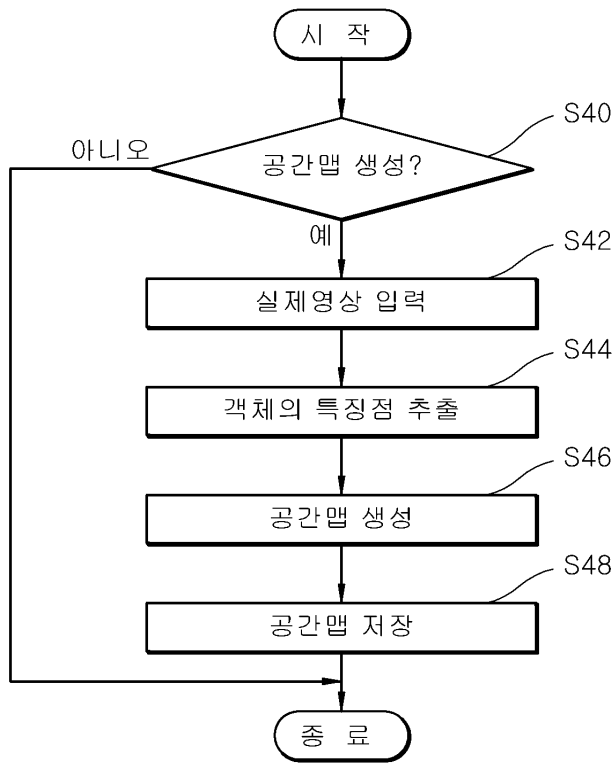 시 작
S40
아니오
공간맵 생성?
예
S42
실제영상 입력
S44
객체의 특징점 추출
S46
공간맵 생성
S48
공간맵 저장
종 료